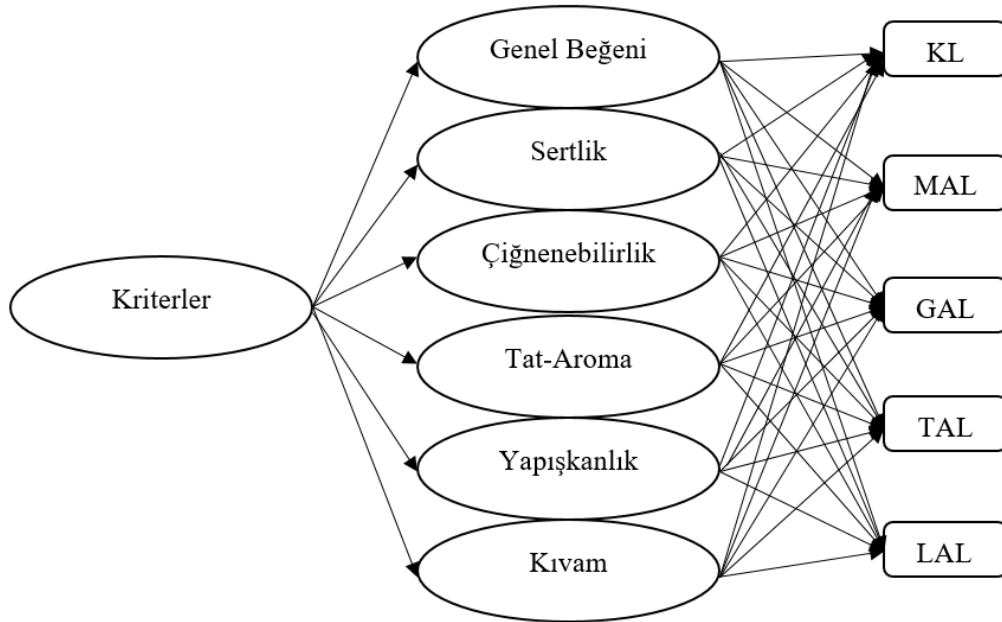 Kriterler
Genel Beğeni
Sertlik
Çiğnenebilirlik
Tat-Aroma
Yapışkanlık
Kıvam
KL
MAL
GAL
TAL
LAL